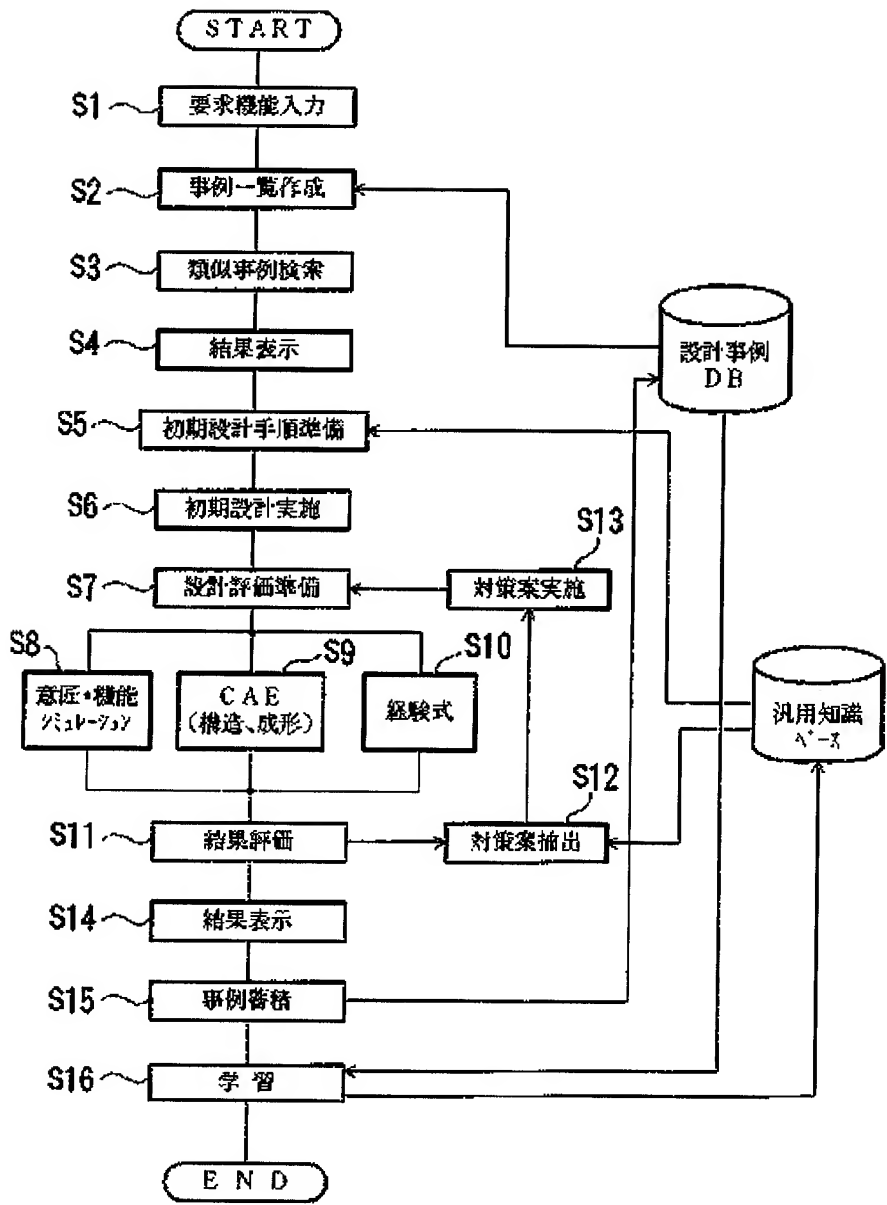 START
S1 要求機能入力
S2 事例一覧作成
S3 類似事例検索
S4 結果表示
設計事例
DB
S5 初期設計手順準備
S6 初期設計実施
S13
S7 設計評価準備
対策案実施
S8
S9
S10
意匠・機能
シミュレーション
CAE
(構造、成形)
経験式
汎用知識
ベース
S12
S11 結果評価
対策案抽出
S14 結果表示
S15 事例蓄積
S16 学習
END